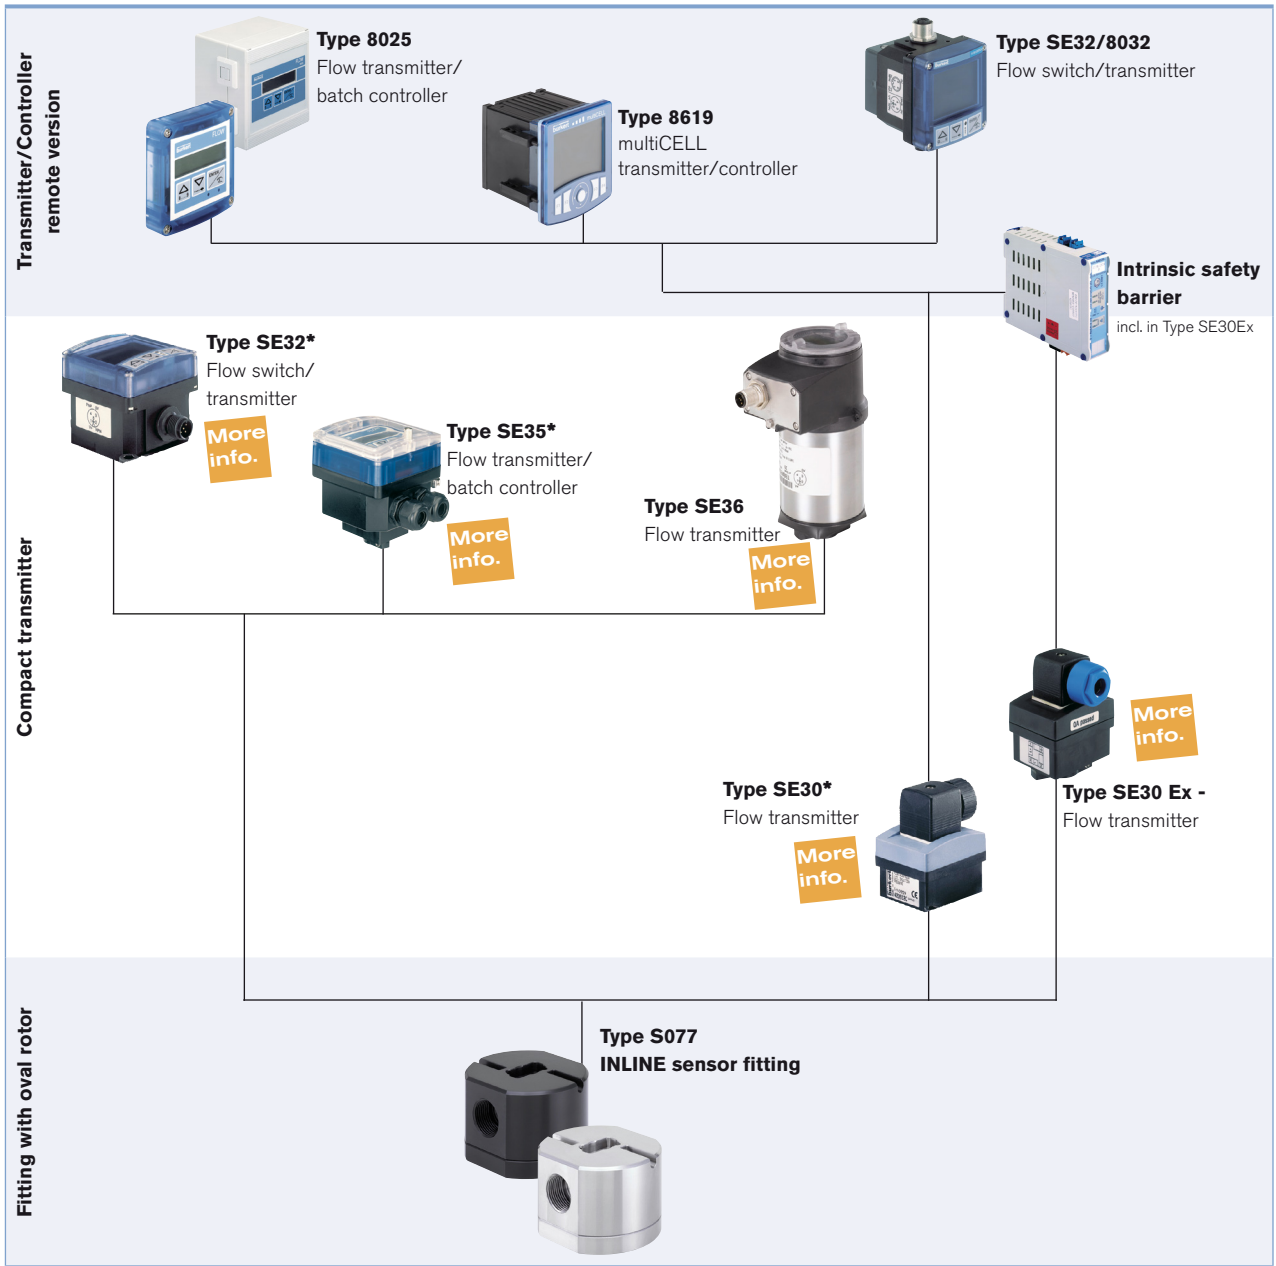 Transmitter/Controller
remote version
Type 8025
Flow transmitter/
batch controller
Type 8619
multiCELL
transmitter/controller
Type SE32/8032
Flow switch/transmitter
Intrinsic safety
barrier
incl. in Type SE30Ex
Compact transmitter
Type SE32*
Flow switch/
transmitter
More
info.
Type SE35*
Flow transmitter/
batch controller
More
info.
Type SE36
Flow transmitter
More
info.
Type SE30*
Flow transmitter
More
info.
QA passed
More
info.
Type SE30 Ex -
Flow transmitter
Fitting with oval rotor
Type S077
INLINE sensor fitting